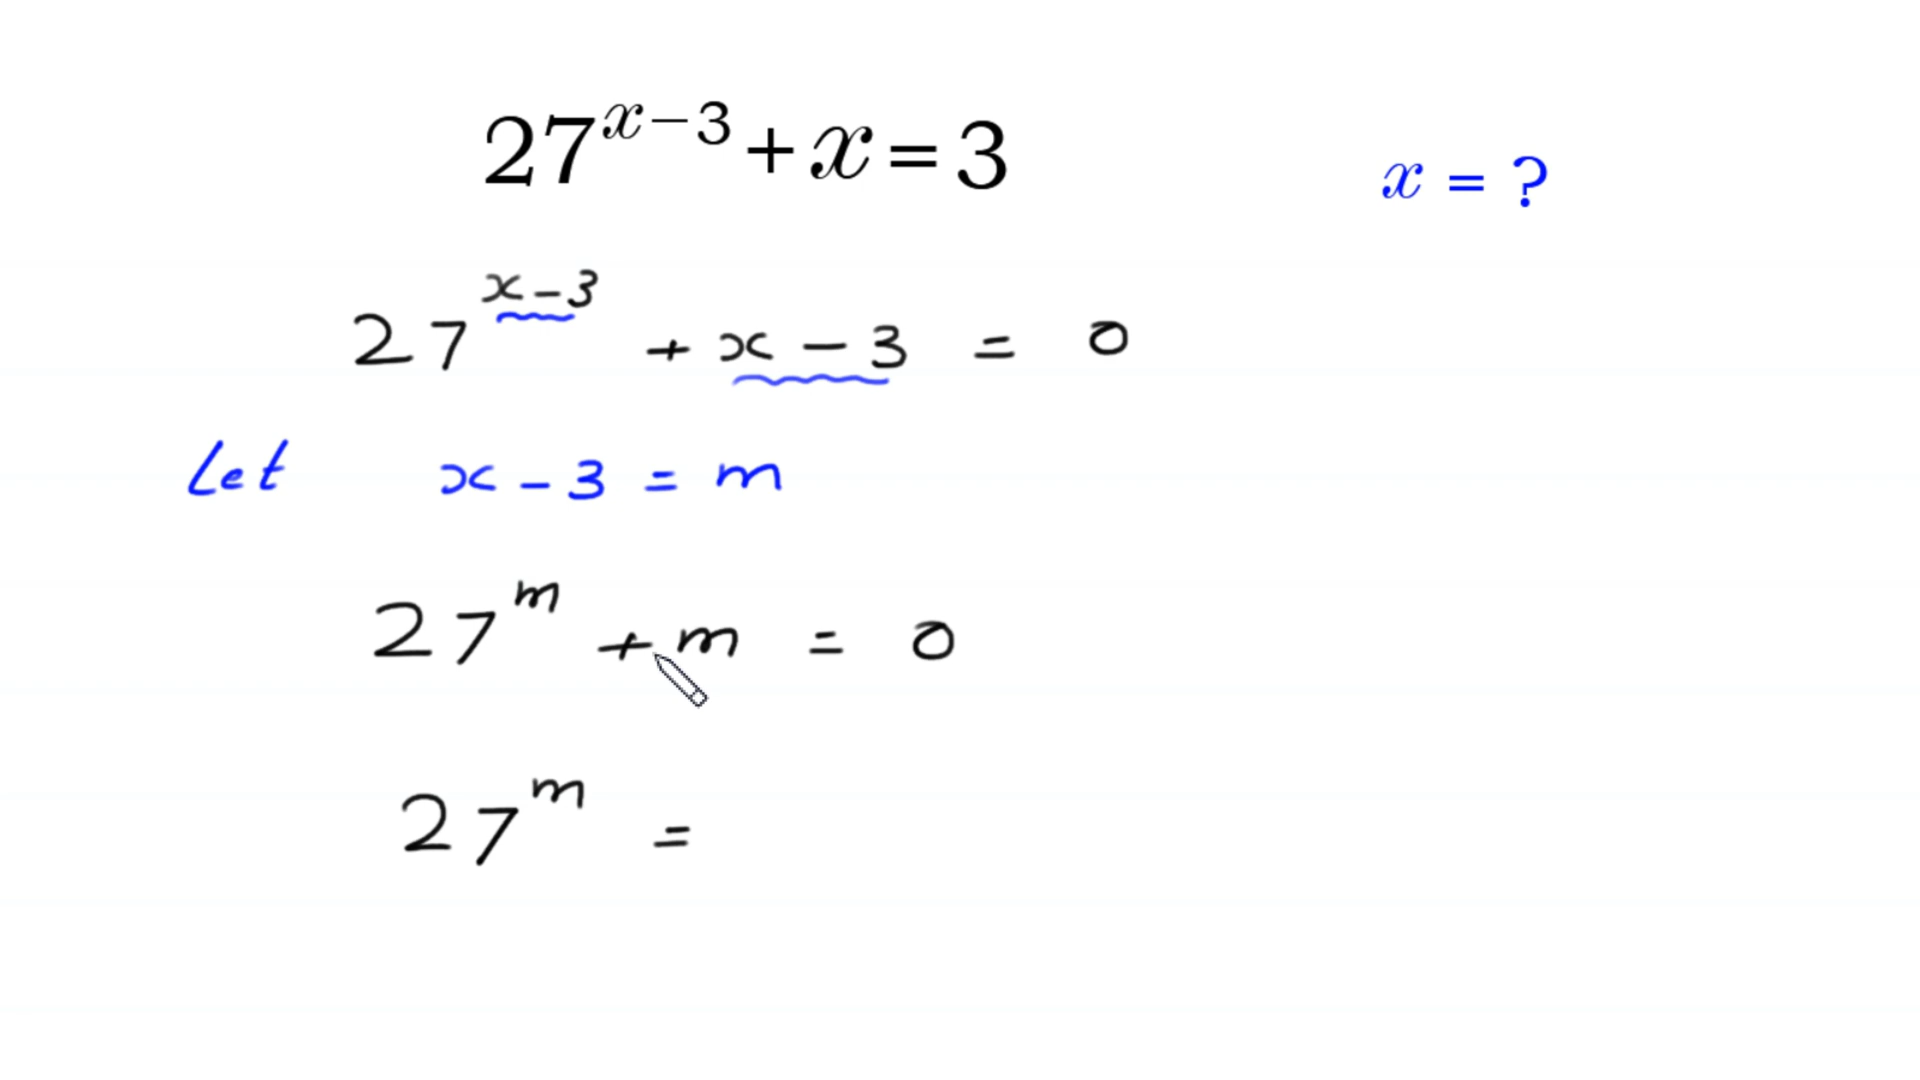 27^{x-3} + x = 3
x = ?
27^{x-3} + x - 3 = 0
Let x - 3 = m
27^m + m = 0
27^m =